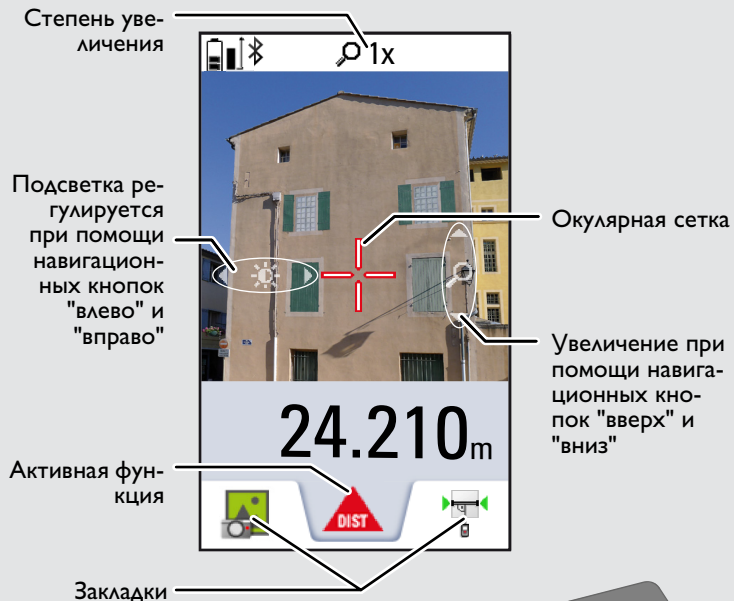 Степень уве-
личения
1x
Подсветка ре-
гулируется
при помощи
навигацион-
ных кнопок
"влево" и
"вправо"
Окулярная сетка
Увеличение при
помощи навига-
ционных кно-
пок "вверх" и
"вниз"
24.210m
Активная фун-
кция
DIST
Закладки